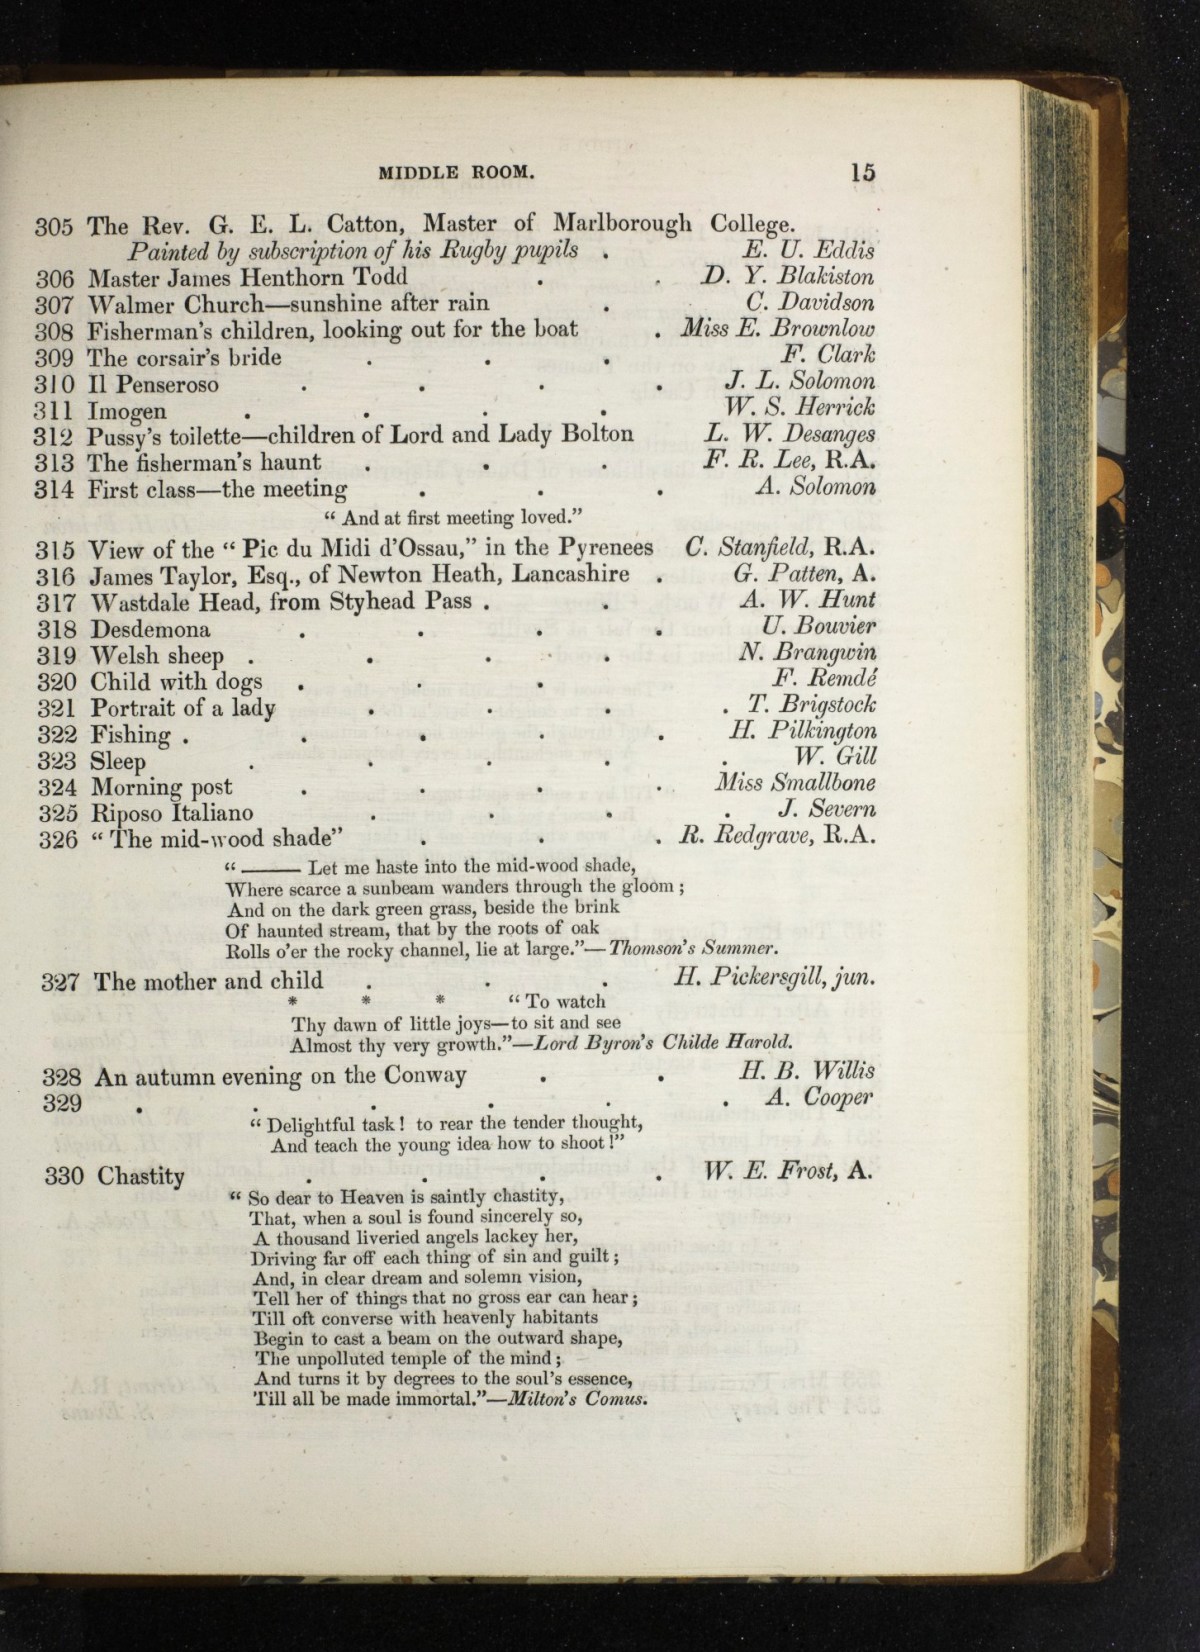 MIDDLE ROOM. 15
305 The Rev. G. E. L. Catton, Master of Marlborough College.
Painted by subscription of his Rugby pupils . E. U. Eddis
306 Master James Henthorn Todd . . D. Y. Blakiston
307 Walmer Church—sunshine after rain . C. Davidson
308 Fisherman's children, looking out for the boat . Miss E. Brownlow
309 The corsair's bride . . . F. Clark
310 Il Penseroso . . . . J. L. Solomon
311 Imogen . . . . W. S. Herrick
312 Pussy's toilette—children of Lord and Lady Bolton L. W. Desanges
313 The fisherman's haunt . . . F. R. Lee, R.A.
314 First class—the meeting . . . A. Solomon
“ And at first meeting loved.”
315 View of the “ Pic du Midi d'Ossau,” in the Pyrenees C. Stanfield, R.A.
316 James Taylor, Esq., of Newton Heath, Lancashire . G. Patten, A.
317 Wastdale Head, from Styhead Pass . . A. W. Hunt
318 Desdemona . . . . U. Bouvier
319 Welsh sheep . . . . N. Brangwin
320 Child with dogs . . . F. Remdé
321 Portrait of a lady . . . . T. Brigstock
322 Fishing . . . . . H. Pilkington
323 Sleep . . . . . W. Gill
324 Morning post . . . . Miss Smallbone
325 Riposo Italiano . . . . J. Severn
326 “ The mid-wood shade” . . . R. Redgrave, R.A.
“ ——— Let me haste into the mid-wood shade,
Where scarce a sunbeam wanders through the gloom ;
And on the dark green grass, beside the brink
Of haunted stream, that by the roots of oak
Rolls o'er the rocky channel, lie at large.”—Thomson's Summer.
327 The mother and child . . . H. Pickersgill, jun.
* * * “ To watch
Thy dawn of little joys—to sit and see
Almost thy very growth.”—Lord Byron's Childe Harold.
328 An autumn evening on the Conway . . H. B. Willis
329 . . . . . . A. Cooper
“ Delightful task ! to rear the tender thought,
And teach the young idea how to shoot !”
330 Chastity . . . . W. E. Frost, A.
“ So dear to Heaven is saintly chastity,
That, when a soul is found sincerely so,
A thousand liveried angels lackey her,
Driving far off each thing of sin and guilt ;
And, in clear dream and solemn vision,
Tell her of things that no gross ear can hear ;
Till oft converse with heavenly habitants
Begin to cast a beam on the outward shape,
The unpolluted temple of the mind ;
And turns it by degrees to the soul's essence,
Till all be made immortal.”—Milton's Comus.